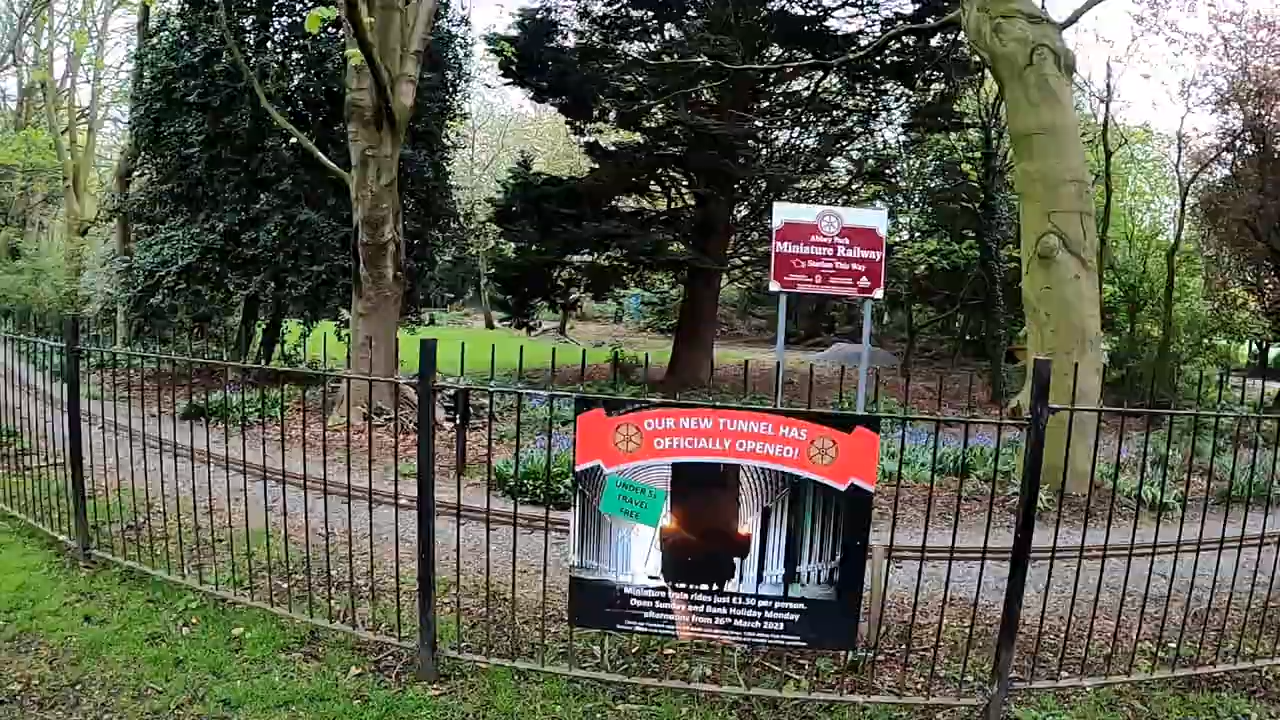 Abbey Park
Miniature Railway
Station This Way
OUR NEW TUNNEL HAS
OFFICIALLY OPENED!
UNDER 5s
TRAVEL
FREE
Miniature train rides just £1.50 per person.
Open Sunday and Bank Holiday Monday
afternoons from 26th March 2023